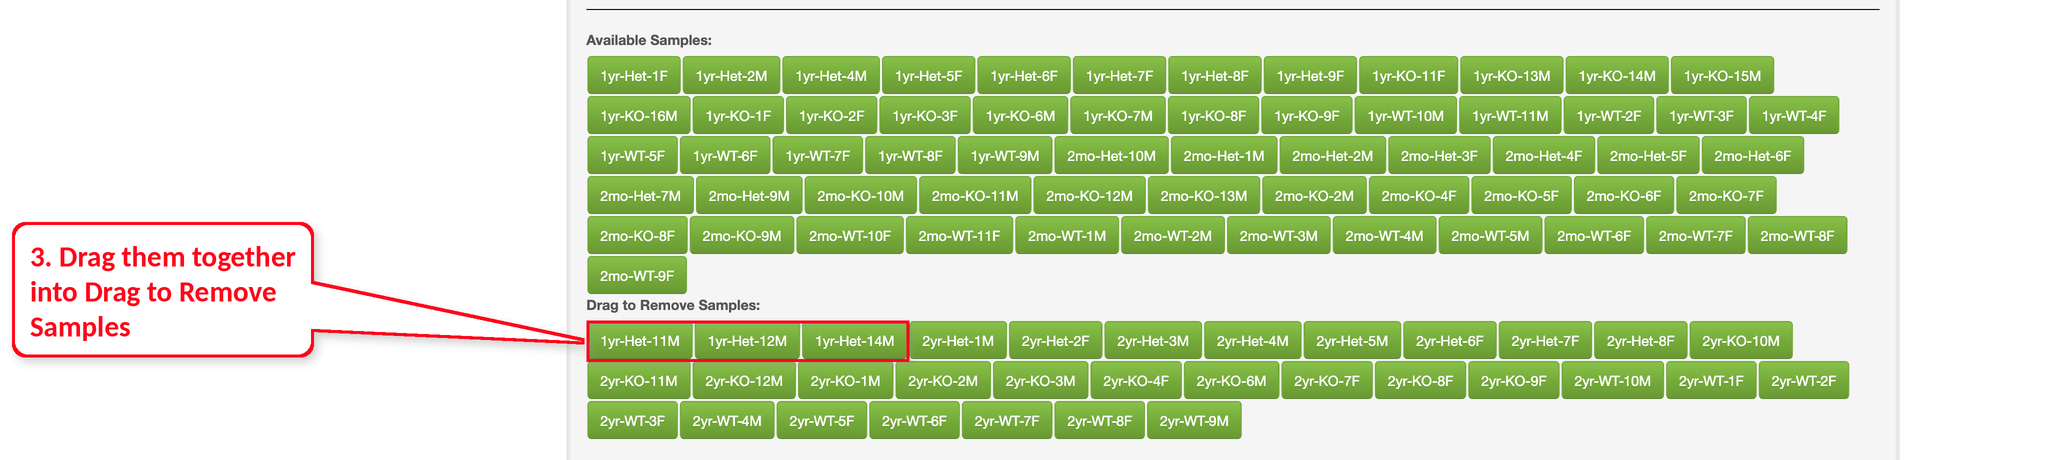 Available Samples:
1yr-Het-1F 1yr-Het-2M 1yr-Het-4M 1yr-Het-5F 1yr-Het-6F 1yr-Het-7F 1yr-Het-8F 1yr-Het-9F 1yr-KO-11F 1yr-KO-13M 1yr-KO-14M 1yr-KO-15M
1yr-KO-16M 1yr-KO-1F 1yr-KO-2F 1yr-KO-3F 1yr-KO-6M 1yr-KO-7M 1yr-KO-8F 1yr-KO-9F 1yr-WT-10M 1yr-WT-11M 1yr-WT-2F 1yr-WT-3F 1yr-WT-4F
1yr-WT-5F 1yr-WT-6F 1yr-WT-7F 1yr-WT-8F 1yr-WT-9M 2mo-Het-10M 2mo-Het-1M 2mo-Het-2M 2mo-Het-3F 2mo-Het-4F 2mo-Het-5F 2mo-Het-6F
2mo-Het-7M 2mo-Het-9M 2mo-KO-10M 2mo-KO-11M 2mo-KO-12M 2mo-KO-13M 2mo-KO-2M 2mo-KO-4F 2mo-KO-5F 2mo-KO-6F 2mo-KO-7F
2mo-KO-8F 2mo-KO-9M 2mo-WT-10F 2mo-WT-11F 2mo-WT-1M 2mo-WT-2M 2mo-WT-3M 2mo-WT-4M 2mo-WT-5M 2mo-WT-6F 2mo-WT-7F 2mo-WT-8F
2mo-WT-9F
3. Drag them together
into Drag to Remove
Samples
Drag to Remove Samples:
1yr-Het-11M 1yr-Het-12M 1yr-Het-14M 2yr-Het-1M 2yr-Het-2F 2yr-Het-3M 2yr-Het-4M 2yr-Het-5M 2yr-Het-6F 2yr-Het-7F 2yr-Het-8F 2yr-KO-10M
2yr-KO-11M 2yr-KO-12M 2yr-KO-1M 2yr-KO-2M 2yr-KO-3M 2yr-KO-4F 2yr-KO-6M 2yr-KO-7F 2yr-KO-8F 2yr-KO-9F 2yr-WT-10M 2yr-WT-1F 2yr-WT-2F
2yr-WT-3F 2yr-WT-4M 2yr-WT-5F 2yr-WT-6F 2yr-WT-7F 2yr-WT-8F 2yr-WT-9M